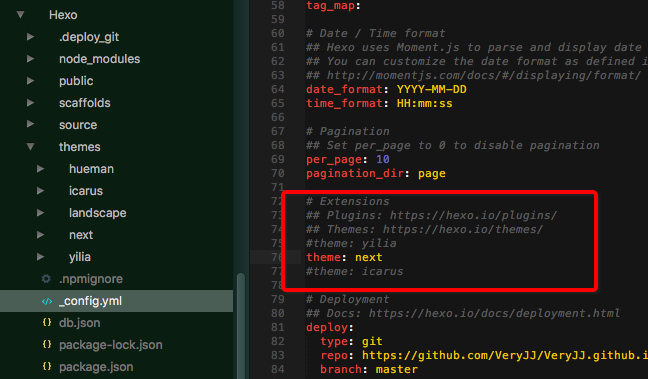 Hexo
.deploy_git
node_modules
public
scaffolds
source
themes
hueman
icarus
landscape
next
yilia
.npmignore
_config.yml
db.json
package-lock.json
package.json
58 tag_map:
59
60 # Date / Time format
61 ## Hexo uses Moment.js to parse and display date
62 ## You can customize the date format as defined i
63 ## http://momentjs.com/docs/#/displaying/format/
64 date_format: YYYY-MM-DD
65 time_format: HH:mm:ss
66
67 # Pagination
68 ## Set per_page to 0 to disable pagination
69 per_page: 10
70 pagination_dir: page
71
72 # Extensions
73 ## Plugins: https://hexo.io/plugins/
74 ## Themes: https://hexo.io/themes/
75 #theme: yilia
76 theme: next
77 #theme: icarus
78
79 # Deployment
80 ## Docs: https://hexo.io/docs/deployment.html
81 deploy:
82 type: git
83 repo: https://github.com/VeryJJ/VeryJJ.github.i
84 branch: master